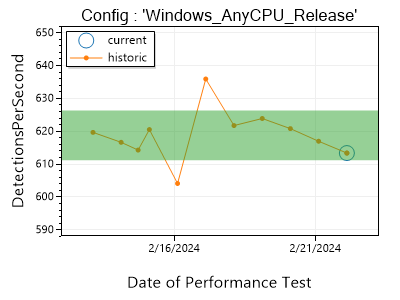 Config : 'Windows_AnyCPU_Release'
DetectionsPerSecond
650
640
630
620
610
600
590
current
historic
2/16/2024
2/21/2024
Date of Performance Test